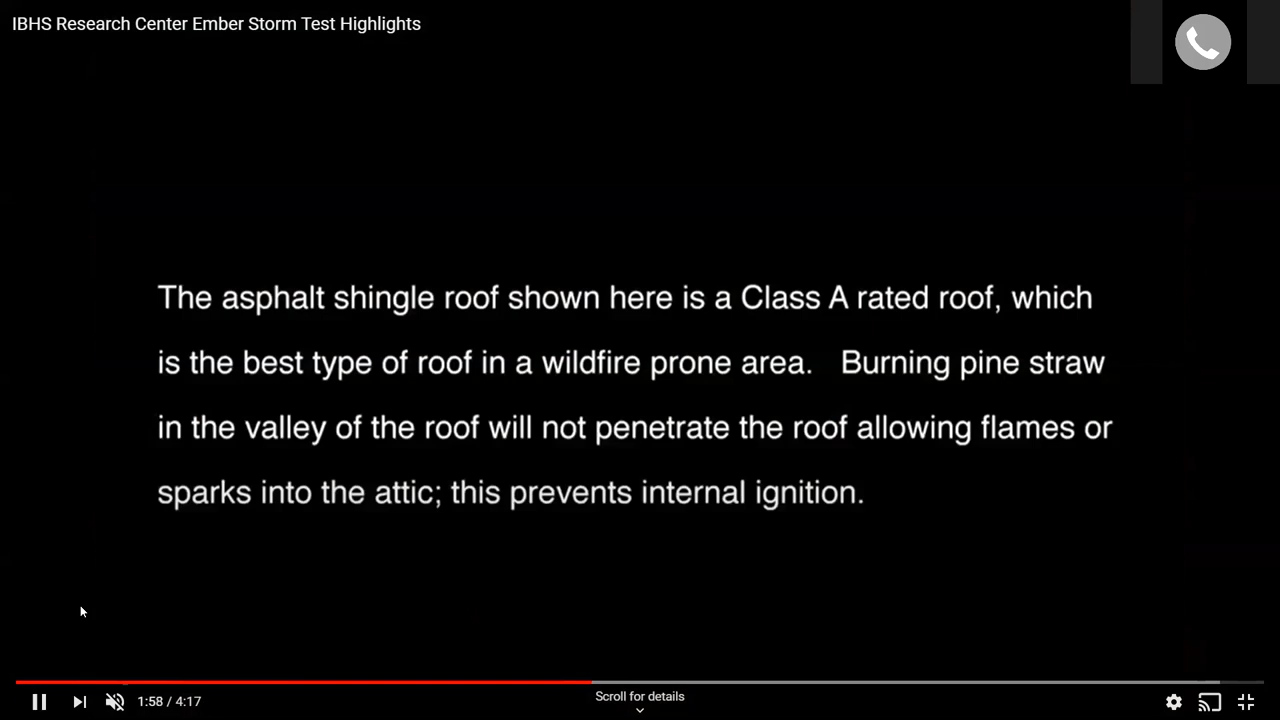 IBHS Research Center Ember Storm Test Highlights
The asphalt shingle roof shown here is a Class A rated roof, which
is the best type of roof in a wildfire prone area. Burning pine straw
in the valley of the roof will not penetrate the roof allowing flames or
sparks into the attic; this prevents internal ignition.
1:58 / 4:17
Scroll for details